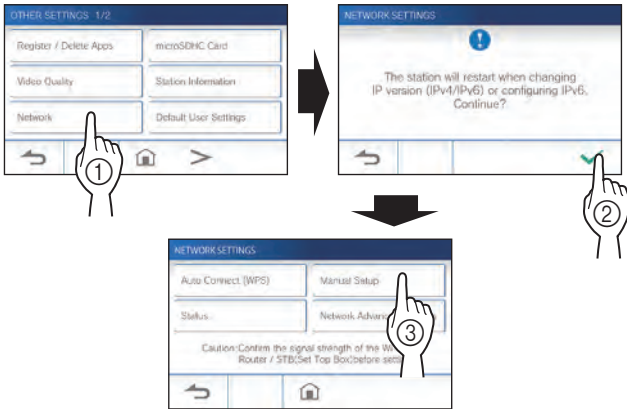 OTHER SETTINGS 1/2
Register / Delete Apps
microSDHC Card
Video Quality
Station Information
Network
Default User Settings
1
NETWORK SETTINGS
The station will restart when changing
IP version (IPv4/IPv6) or configuring IPv6.
Continue?
2
NETWORK SETTINGS
Auto Connect (WPS)
Manual Setup
Status
Network
3
Caution:Confirm the signal strength of the
Router / STB(Set Top Box)before